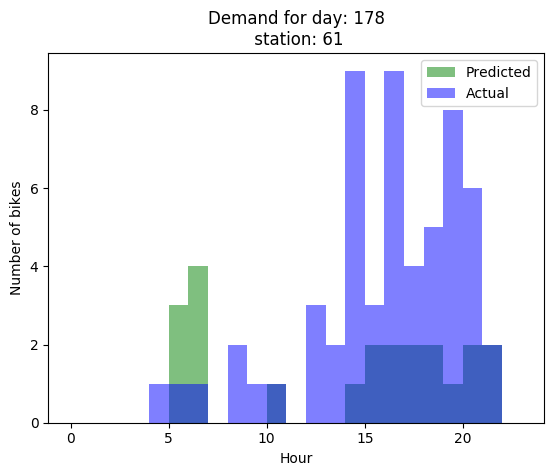 Demand for day: 178
station: 61
Predicted
Actual
Number of bikes
8
6
4
2
0
0
5
10
15
20
Hour